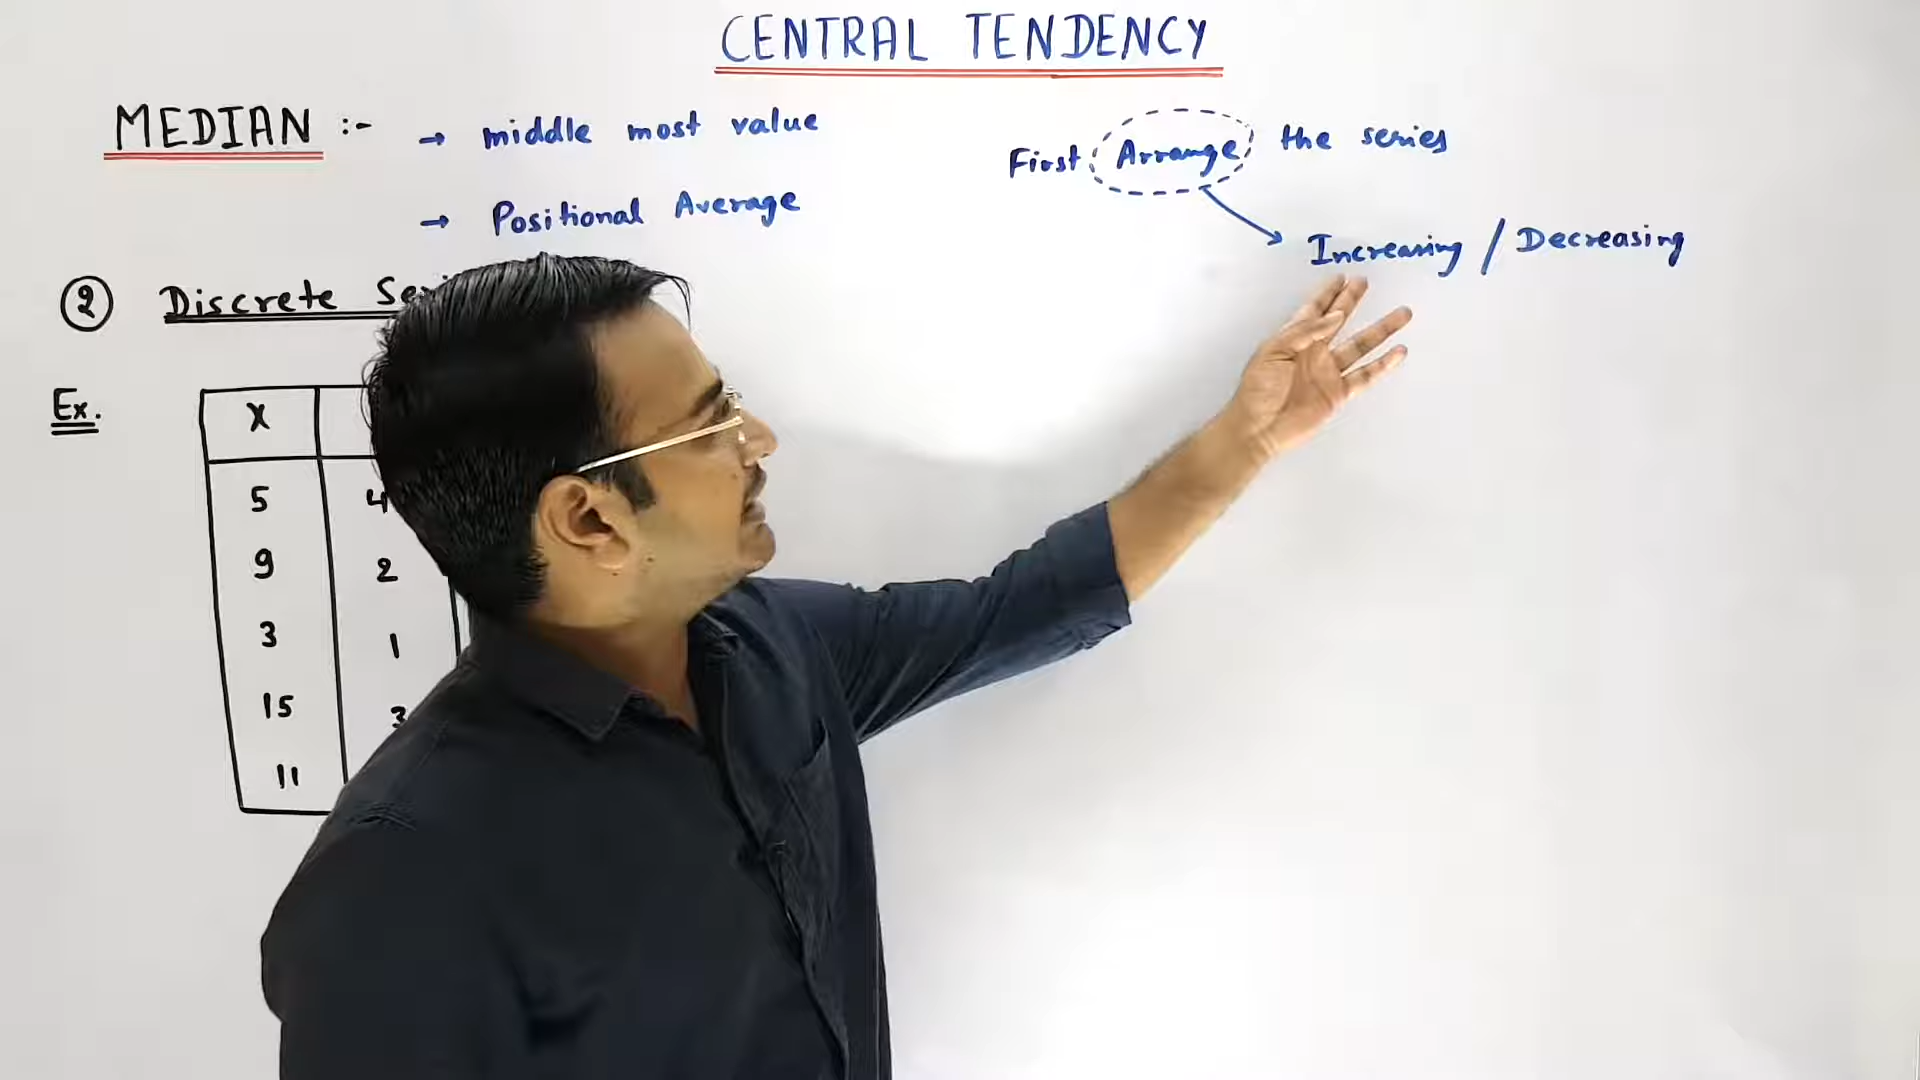 CENTRAL TENDENCY
MEDIAN :-
→ middle most value
→ Positional Average
First Arrange the series
→ Increasing / Decreasing
② Discrete
Ex.
X
5 4
9 2
3 1
15 3
11